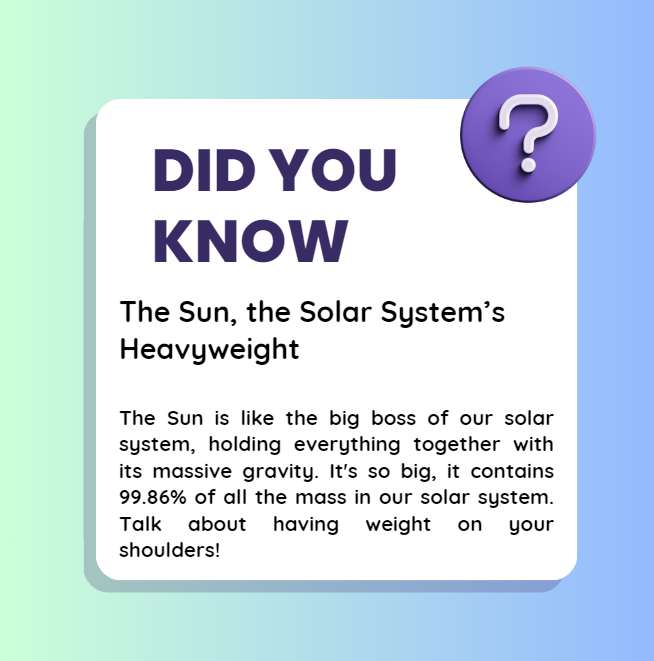 DID YOU
KNOW
?
The Sun, the Solar System’s
Heavyweight
The Sun is like the big boss of our solar
system, holding everything together with
its massive gravity. It's so big, it contains
99.86% of all the mass in our solar system.
Talk about having weight on your
shoulders!